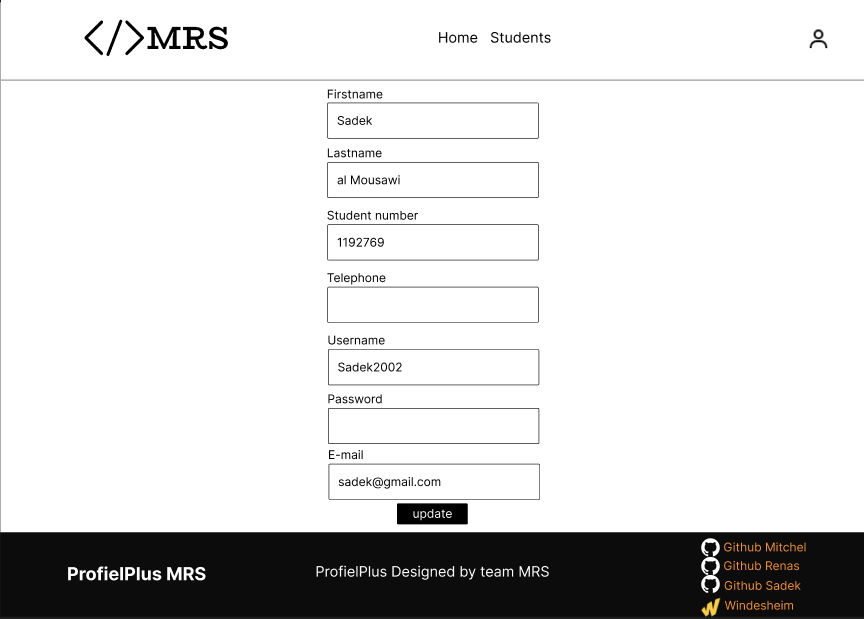 </>MRS
Home Students
Firstname
Sadek
Lastname
al Mousawi
Student number
1192769
Telephone
Username
Sadek2002
Password
E-mail
sadek@gmail.com
update
ProfielPlus MRS
ProfielPlus Designed by team MRS
Github Mitchel
Github Renas
Github Sadek
Windesheim